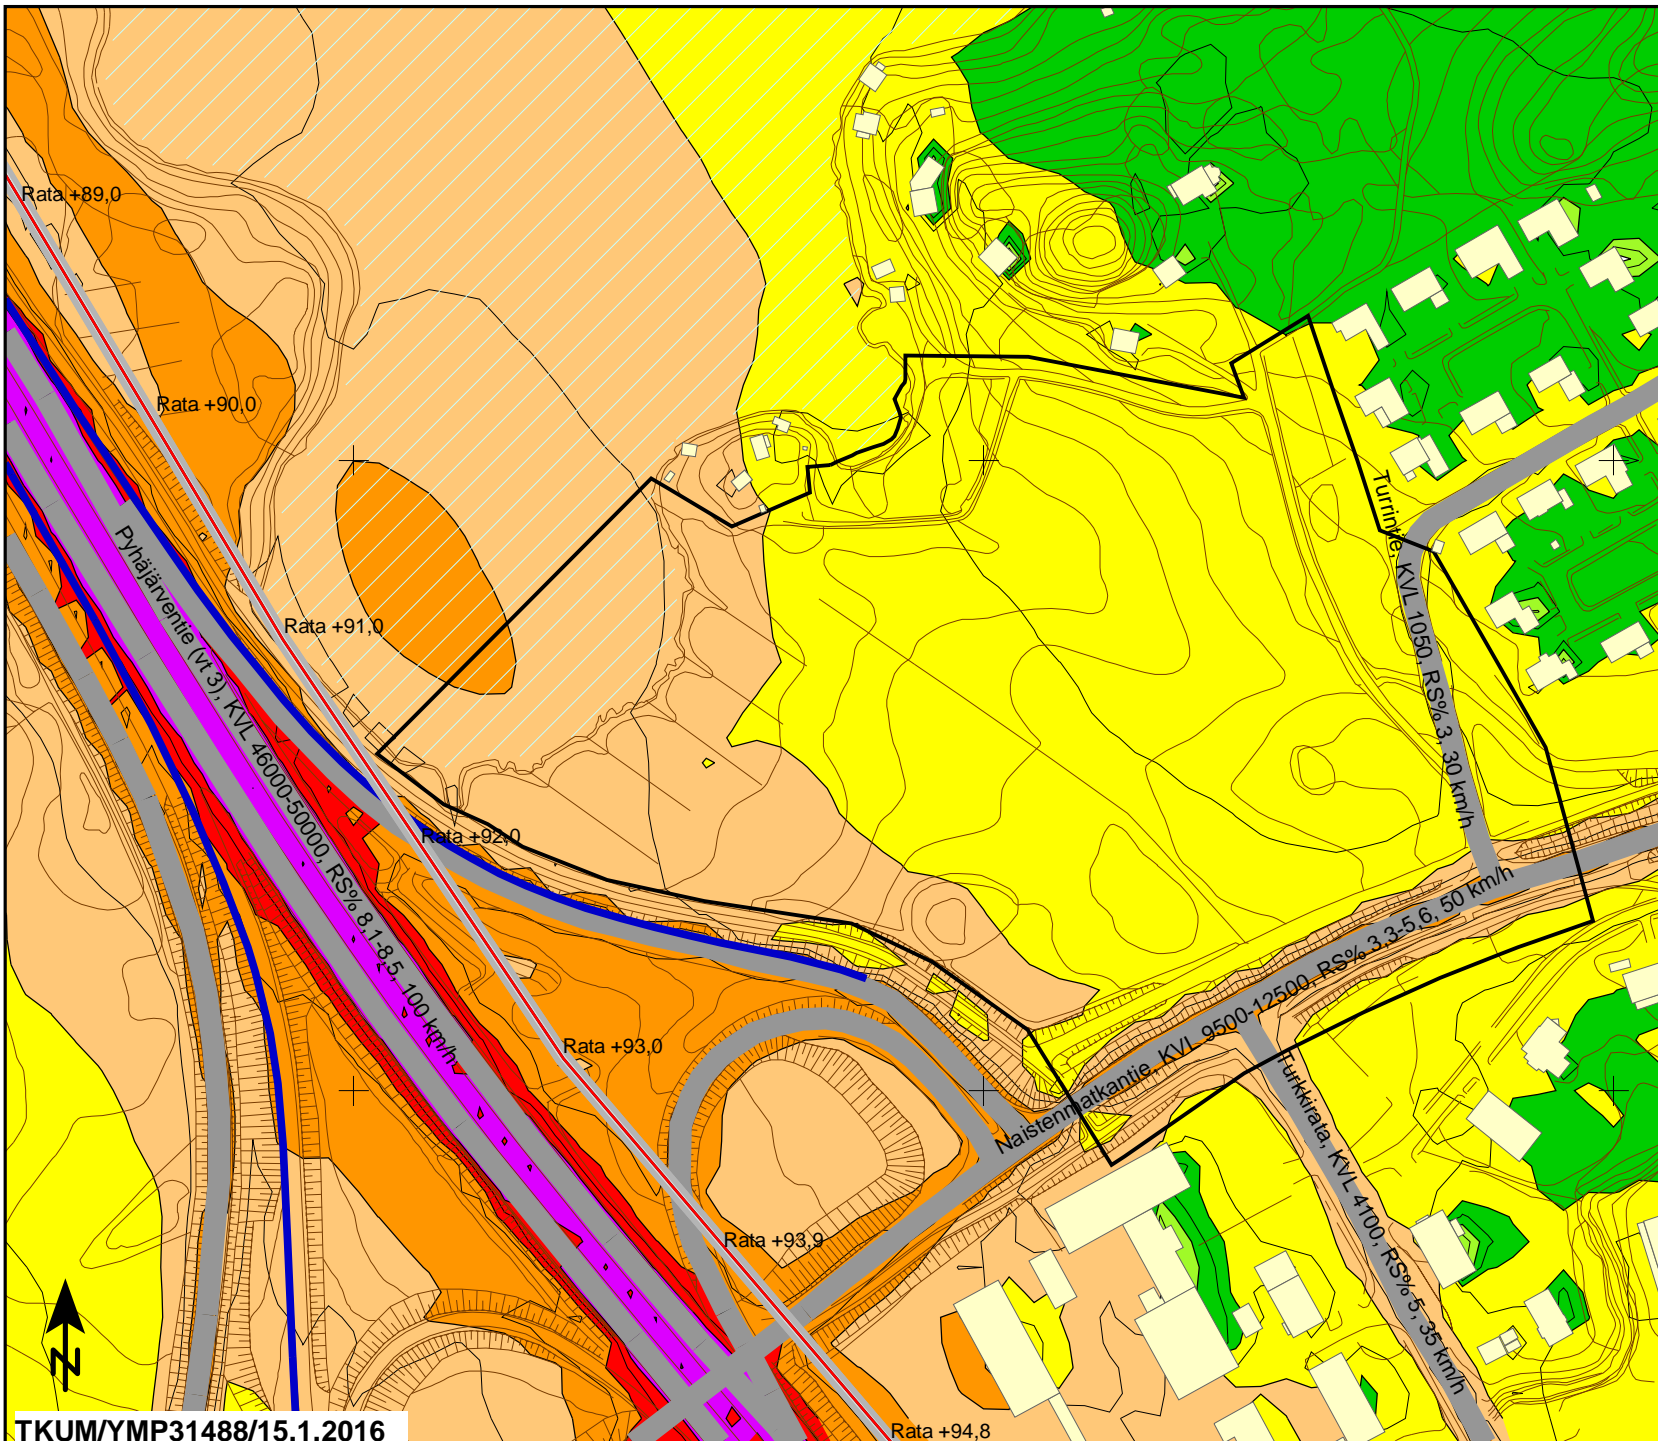 Rata +89,0
Rata +90,0
Pyhäjärventie (vt 3), KVL 46000-50000, RS% 8,1-8,5, 100 km/h
Turrintie, KVL 1050, RS% 3, 30 km/h
Rata +91,0
Rata +92,0
Naistenmatkantie, KVL 9500-12500, RS% 3,3-5,6, 50 km/h
Rata +93,0
Turkkirata, KVL 4100, RS% 5, 35 km/h
Rata +93,9
N
TKUM/YMP31488/15.1.2016
Rata +94,8